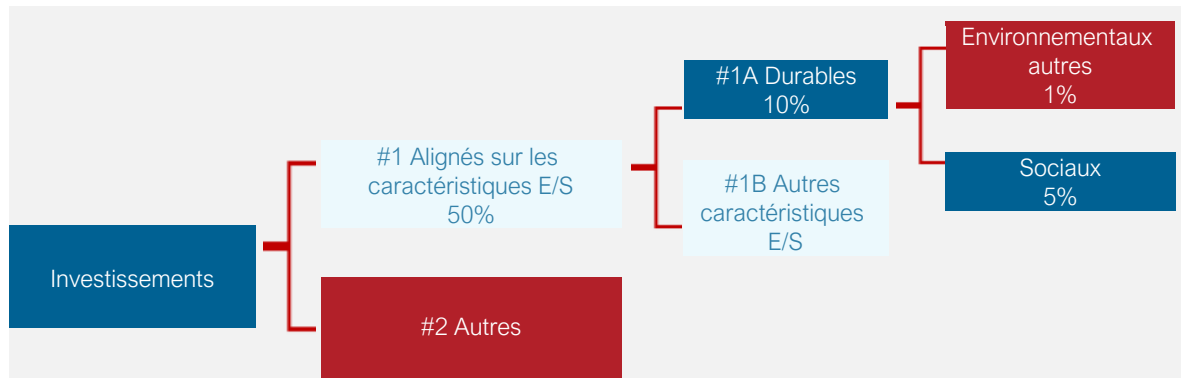 Investissements
#1 Alignés sur les
caractéristiques E/S
50%
#2 Autres
#1A Durables
10%
#1B Autres
caractéristiques
E/S
Environnementaux
autres
1%
Sociaux
5%